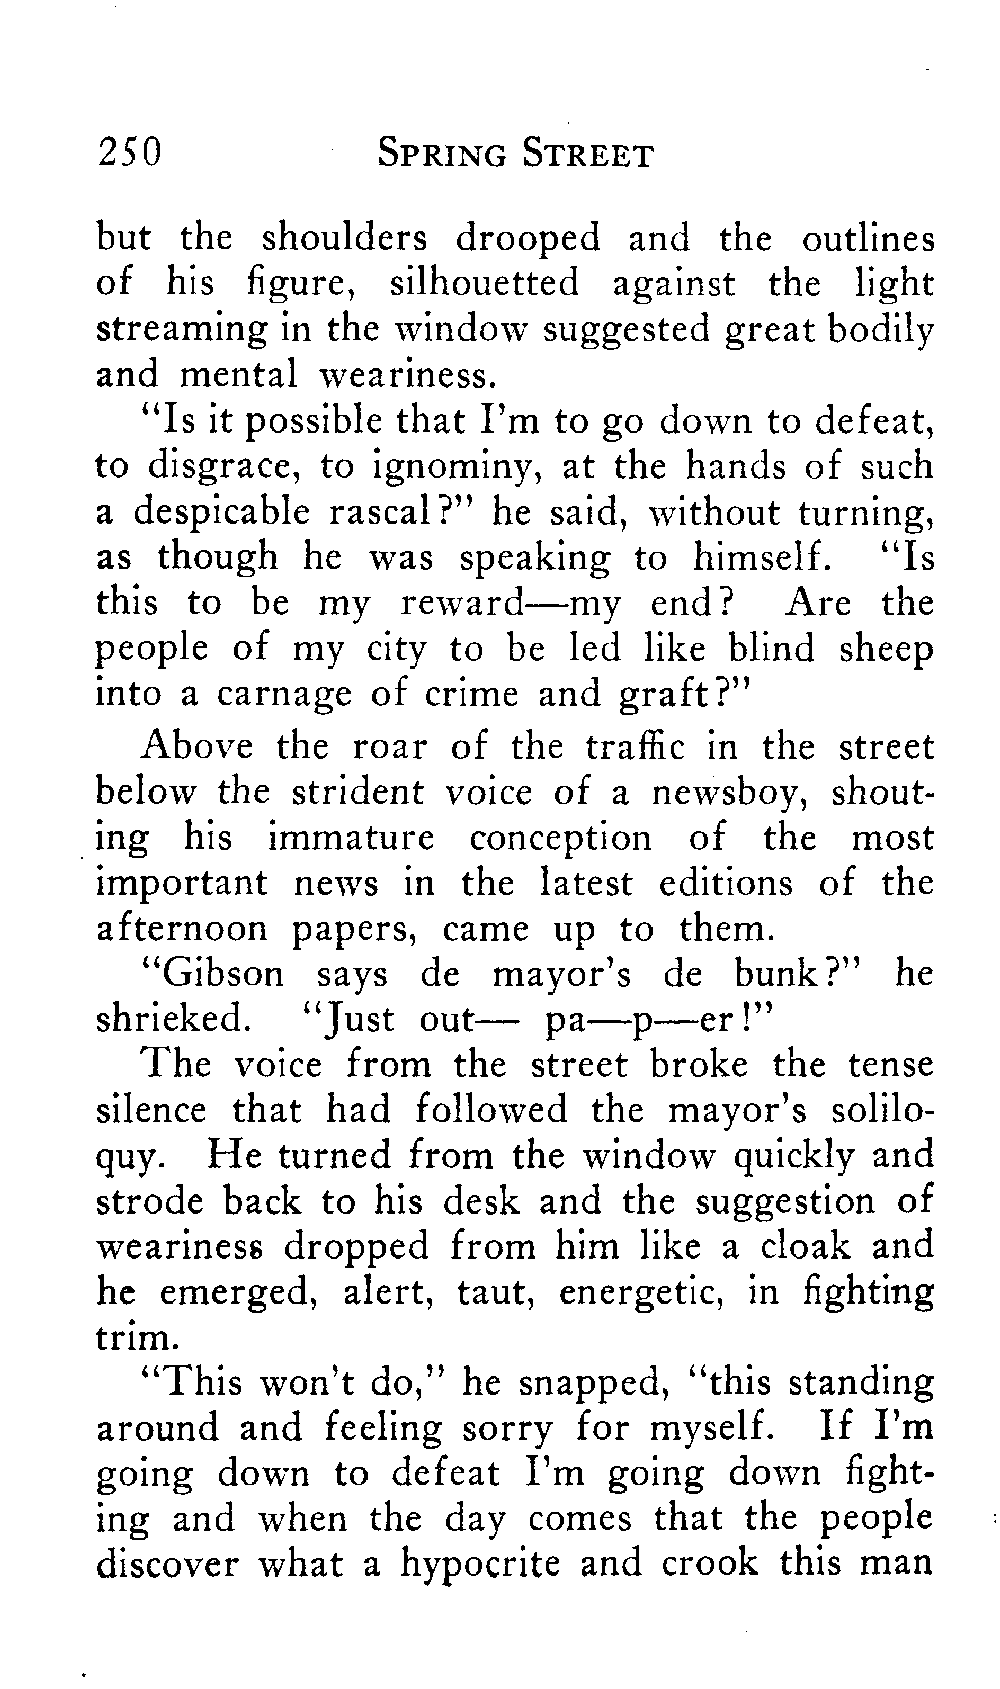 250 SPRING STREET
but the shoulders drooped and the outlines
of his figure, silhouetted against the light
streaming in the window suggested great bodily
and mental weariness.
"Is it possible that I'm to go down to defeat,
to disgrace, to ignominy, at the hands of such
a despicable rascal?" he said, without turning,
as though he was speaking to himself. "Is
this to be my reward—my end? Are the
people of my city to be led like blind sheep
into a carnage of crime and graft?"
Above the roar of the traffic in the street
below the strident voice of a newsboy, shout-
ing his immature conception of the most
important news in the latest editions of the
afternoon papers, came up to them.
"Gibson says de mayor's de bunk?" he
shrieked. "Just out— pa—p—er!"
The voice from the street broke the tense
silence that had followed the mayor's solilo-
quy. He turned from the window quickly and
strode back to his desk and the suggestion of
weariness dropped from him like a cloak and
he emerged, alert, taut, energetic, in fighting
trim.
"This won't do," he snapped, "this standing
around and feeling sorry for myself. If I'm
going down to defeat I'm going down fight-
ing and when the day comes that the people
discover what a hypocrite and crook this man